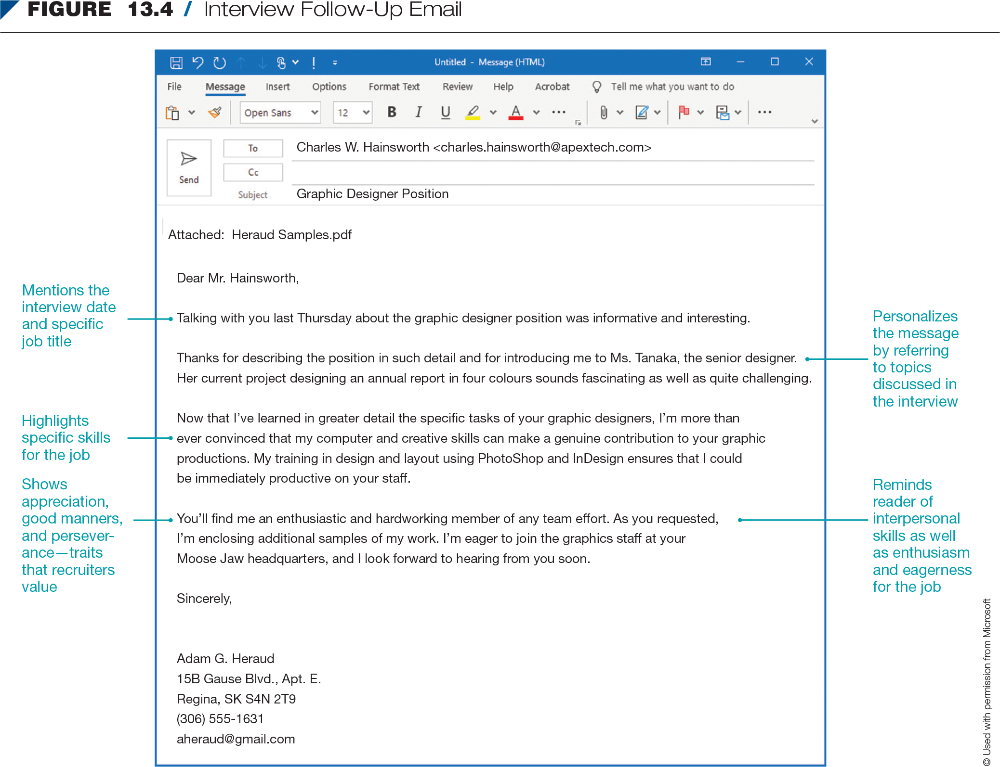 FIGURE 13.4 / Interview Follow-Up Email
Untitled - Message (HTML)
File Message Insert Options Format Text Review Help Acrobat Tell me what you want to do
Open Sans 12 B I U A
Send
To Charles W. Hainsworth <charles.hainsworth@apextech.com>
Cc
Subject Graphic Designer Position
Attached: Heraud Samples.pdf
Dear Mr. Hainsworth,
Mentions the
interview date
and specific
job title
Talking with you last Thursday about the graphic designer position was informative and interesting.
Personalizes
the message
by referring
to topics
discussed in
the interview
Thanks for describing the position in such detail and for introducing me to Ms. Tanaka, the senior designer.
Her current project designing an annual report in four colours sounds fascinating as well as quite challenging.
Highlights
specific skills
for the job
Now that I’ve learned in greater detail the specific tasks of your graphic designers, I’m more than
ever convinced that my computer and creative skills can make a genuine contribution to your graphic
productions. My training in design and layout using PhotoShop and InDesign ensures that I could
be immediately productive on your staff.
Shows
appreciation,
good manners,
and persever-
ance—traits
that recruiters
value
You’ll find me an enthusiastic and hardworking member of any team effort. As you requested,
I’m enclosing additional samples of my work. I’m eager to join the graphics staff at your
Moose Jaw headquarters, and I look forward to hearing from you soon.
Reminds
reader of
interpersonal
skills as well
as enthusiasm
and eagerness
for the job
Sincerely,
Adam G. Heraud
15B Gause Blvd., Apt. E.
Regina, SK S4N 2T9
(306) 555-1631
aheraud@gmail.com
© Used with permission from Microsoft